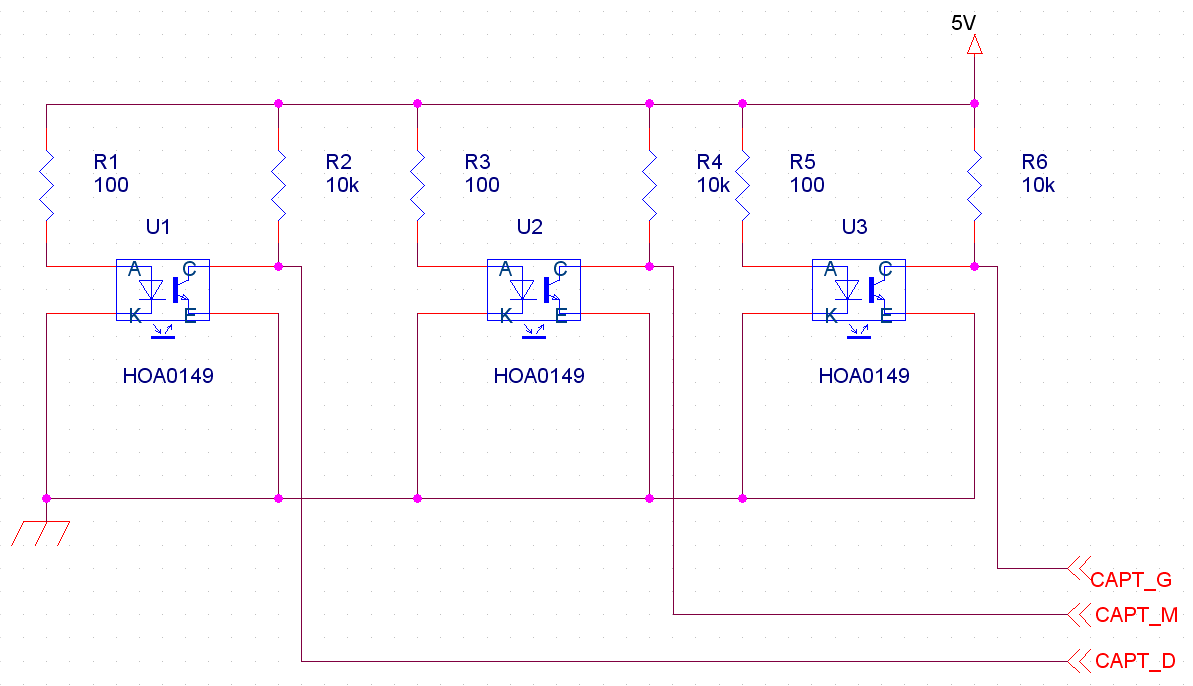 5V
R1
100
R2
10k
R3
100
R4
10k
R5
100
R6
10k
U1
U2
U3
A C
K E
A C
K E
A C
K E
HOA0149
HOA0149
HOA0149
CAPT_G
CAPT_M
CAPT_D